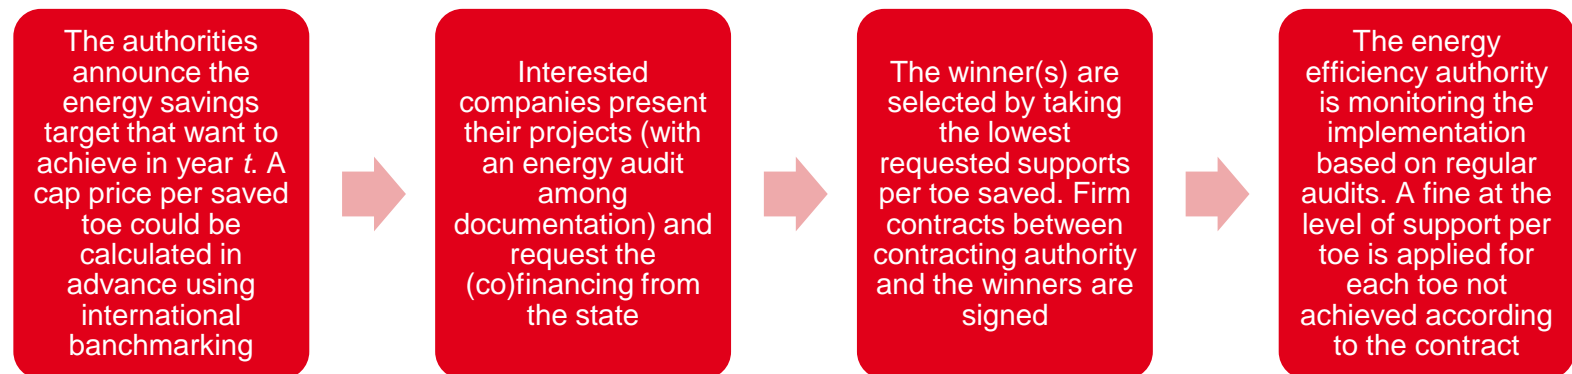 The authorities
announce the
energy savings
target that want to
achieve in year t. A
cap price per saved
toe could be
calculated in
advance using
international
banchmarking
Interested
companies present
their projects (with
an energy audit
among
documentation) and
request the
(co)financing from
the state
The winner(s) are
selected by taking
the lowest
requested supports
per toe saved. Firm
contracts between
contracting authority
and the winners are
signed
The energy
efficiency authority
is monitoring the
implementation
based on regular
audits. A fine at the
level of support per
toe is applied for
each toe not
achieved according
to the contract